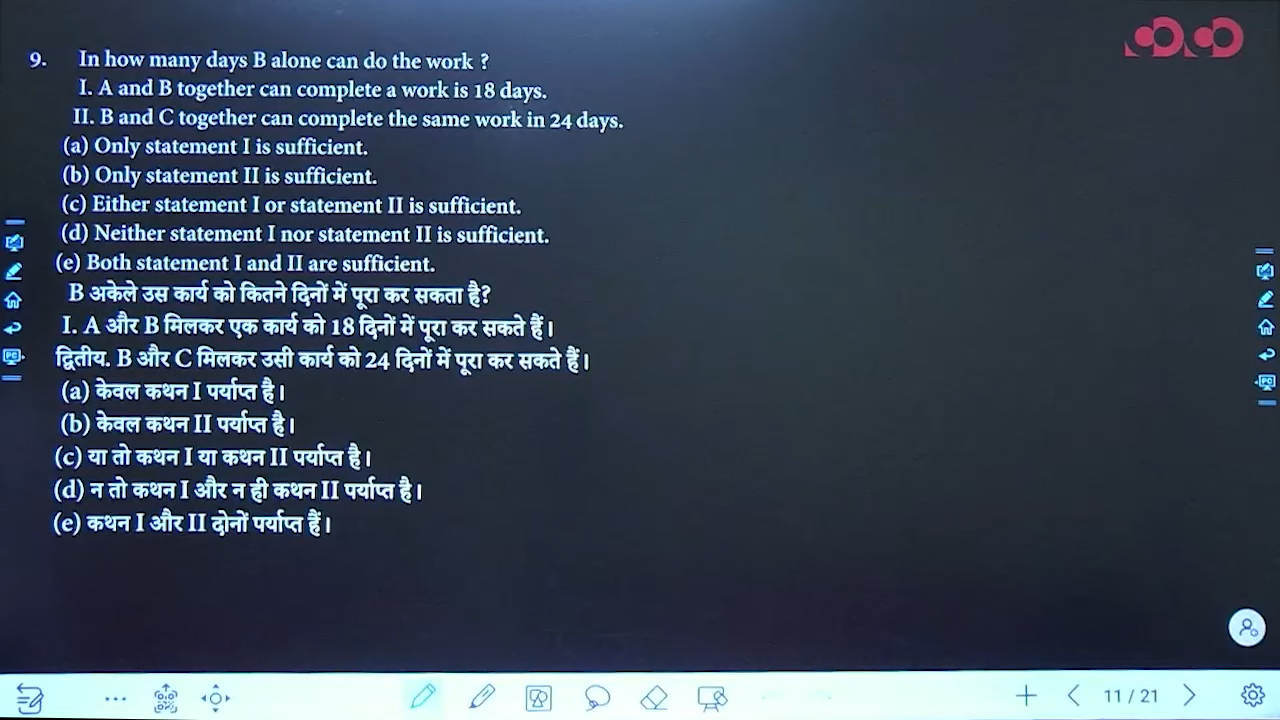 9. In how many days B alone can do the work ?
I. A and B together can complete a work is 18 days.
II. B and C together can complete the same work in 24 days.
(a) Only statement I is sufficient.
(b) Only statement II is sufficient.
(c) Either statement I or statement II is sufficient.
(d) Neither statement I nor statement II is sufficient.
(e) Both statement I and II are sufficient.
B अकेले उस कार्य को कितने दिनों में पूरा कर सकता है?
I. A और B मिलकर एक कार्य को 18 दिनों में पूरा कर सकते हैं।
द्वितीय. B और C मिलकर उसी कार्य को 24 दिनों में पूरा कर सकते हैं।
(a) केवल कथन I पर्याप्त है।
(b) केवल कथन II पर्याप्त है।
(c) या तो कथन I या कथन II पर्याप्त है।
(d) न तो कथन I और न ही कथन II पर्याप्त है।
(e) कथन I और II दोनों पर्याप्त हैं।
PC
PC
11 / 21